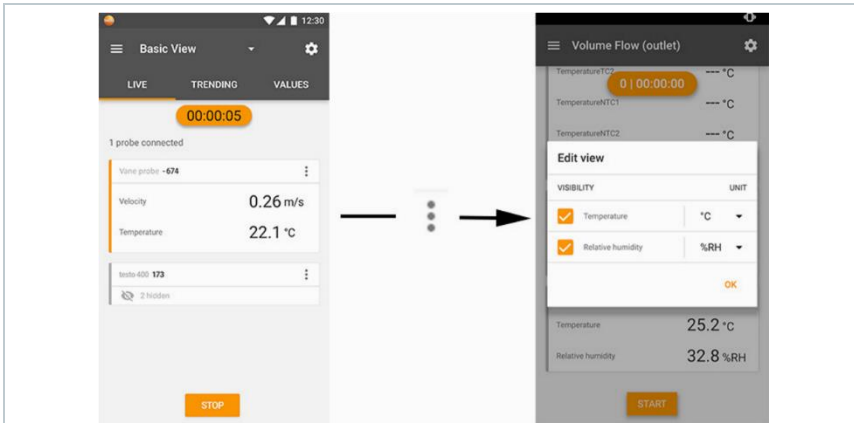 12:30
Basic View
LIVE TRENDING VALUES
00:00:05
1 probe connected
Vane probe -674
Velocity 0.26 m/s
Temperature 22.1 °C
testo 400 173
2 hidden
STOP
Volume Flow (outlet)
TemperatureTC2 --- °C
0 | 00:00:00
TemperatureNTC1 --- °C
TemperatureNTC2 --- °C
Edit view
VISIBILITY UNIT
Temperature °C
Relative humidity %RH
OK
Temperature 25.2 °C
Relative humidity 32.8 %RH
START